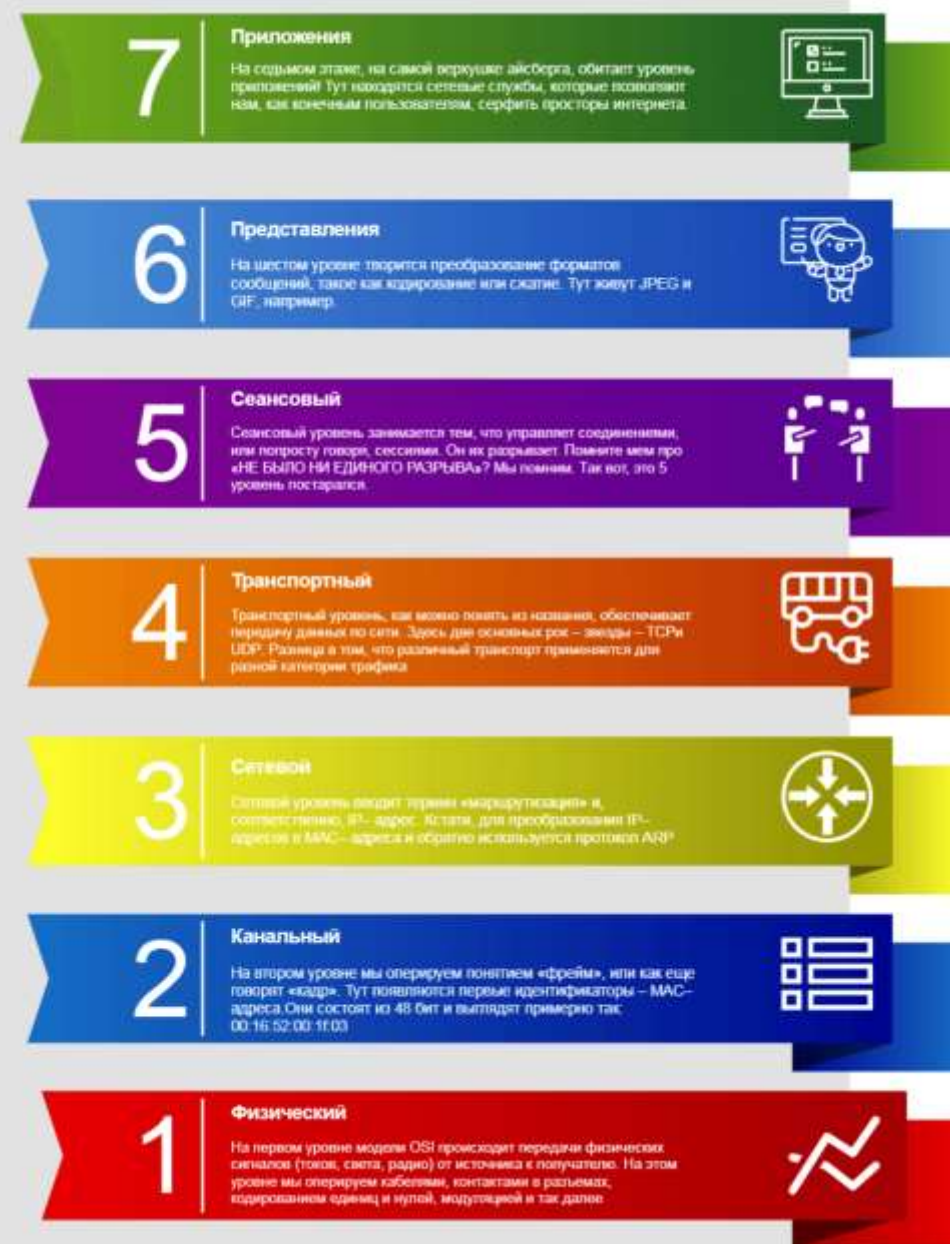 7
Приложения
На седьмом этаже, на самой верхушке айсберга, обитает уровень
приложений! Тут находятся сетевые службы, которые позволяют
нам, как конечным пользователям, серфить просторы интернета.
6
Представления
На шестом уровне творится преобразование форматов
сообщений, такое как кодирование или сжатие. Тут живут JPEG и
GIF, например.
5
Сеансовый
Сеансовый уровень занимается тем, что управляет соединениями,
или попросту говоря, сессиями. Он их разрывает. Помните мем про
«НЕ БЫЛО НИ ЕДИНОГО РАЗРЫВА»? Мы помним. Так вот, это 5
уровень постарался.
4
Транспортный
Транспортный уровень, как можно понять из названия, обеспечивает
передачу данных по сети. Здесь две основных рок – звезды – TCPи
UDP. Разница в том, что различный транспорт применяется для
разной категории трафика
3
Сетевой
Сетевой уровень вводит термин «маршрутизация» и,
соответственно, IP– адрес. Кстати, для преобразования IP–
адресов в MAC– адреса и обратно используется протокол ARP
2
Канальный
На втором уровне мы оперируем понятием «фрейм», или как еще
говорят «кадр». Тут появляются первые идентификаторы – MAC–
адреса.Они состоят из 48 бит и выглядят примерно так:
00:16:52:00:1f:03
1
Физический
На первом уровне модели OSI происходит передачи физических
сигналов (токов, света, радио) от источника к получателю. На этом
уровне мы оперируем кабелями, контактами в разъемах,
кодированием единиц и нулей, модуляцией и так далее